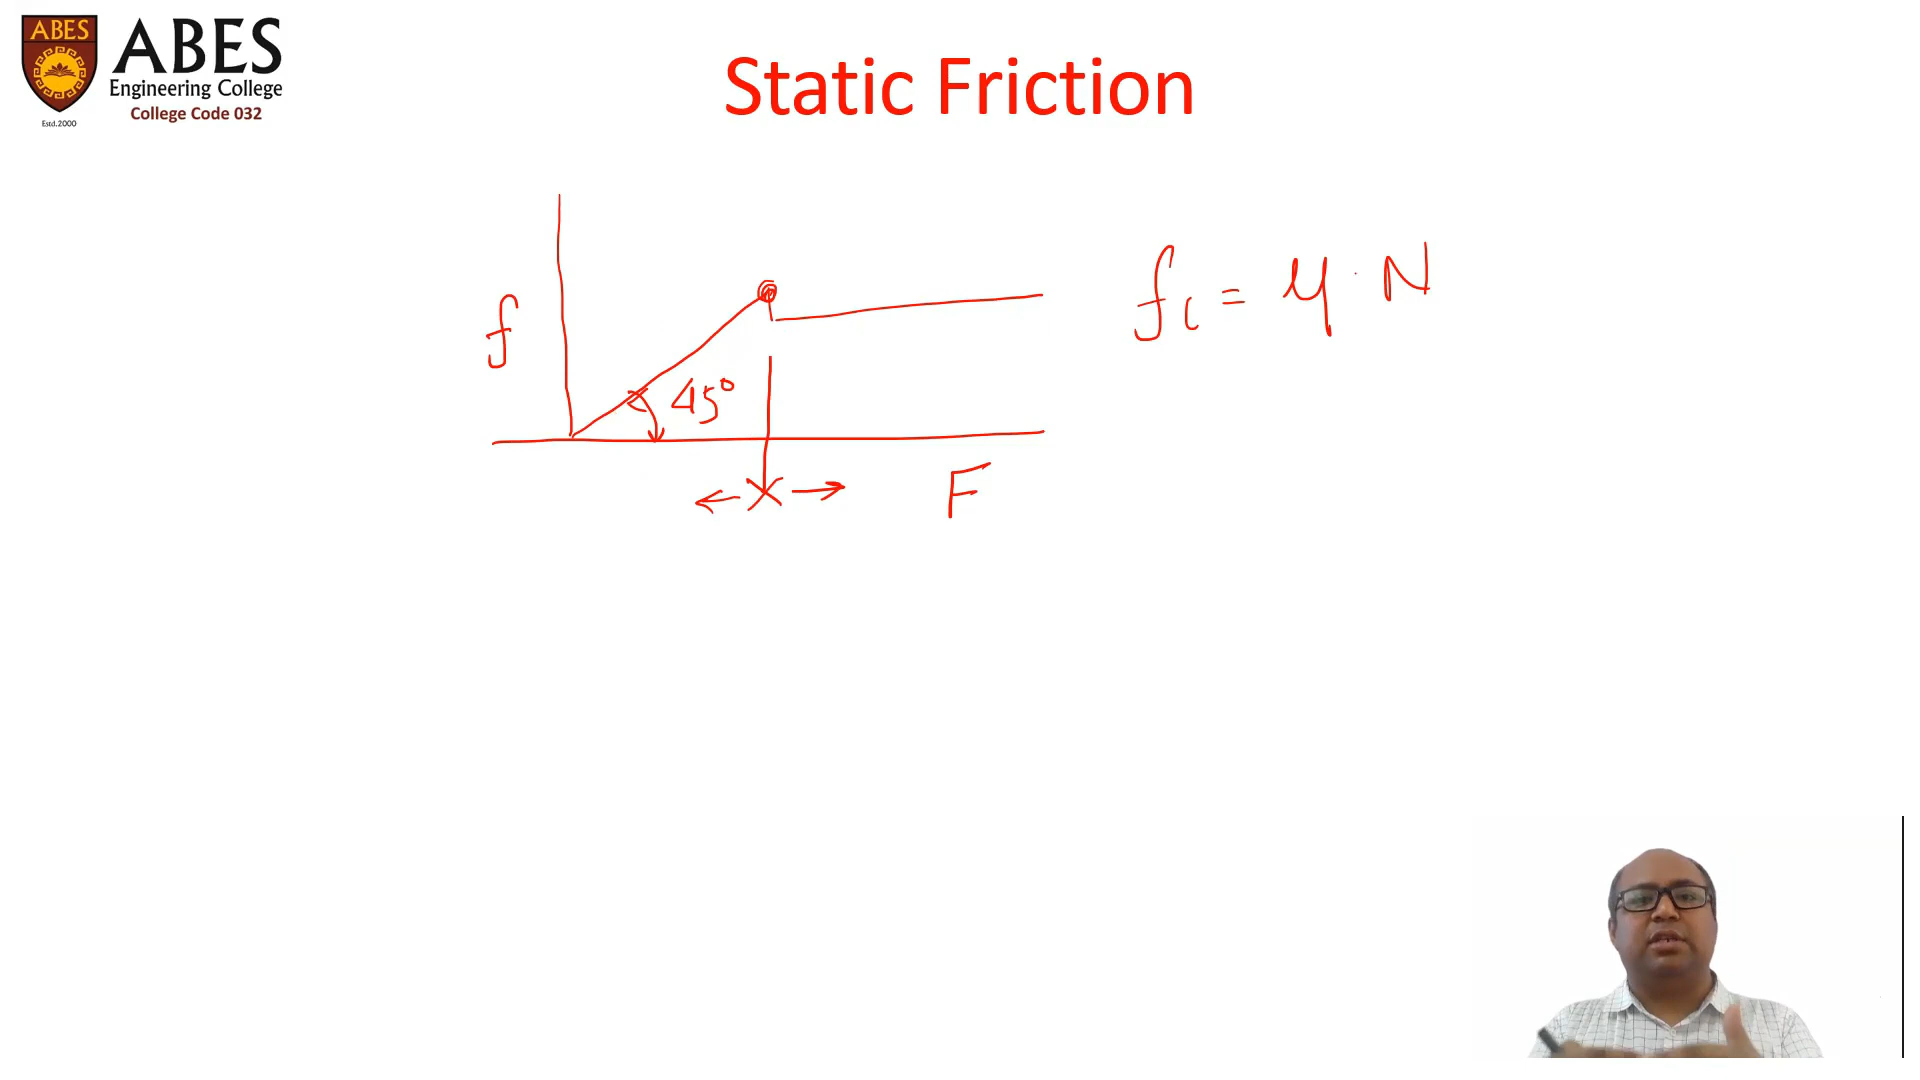 ABES
ABES
Engineering College
College Code 032
Estd.2000
Static Friction
f
45°
F
fL = μ · N